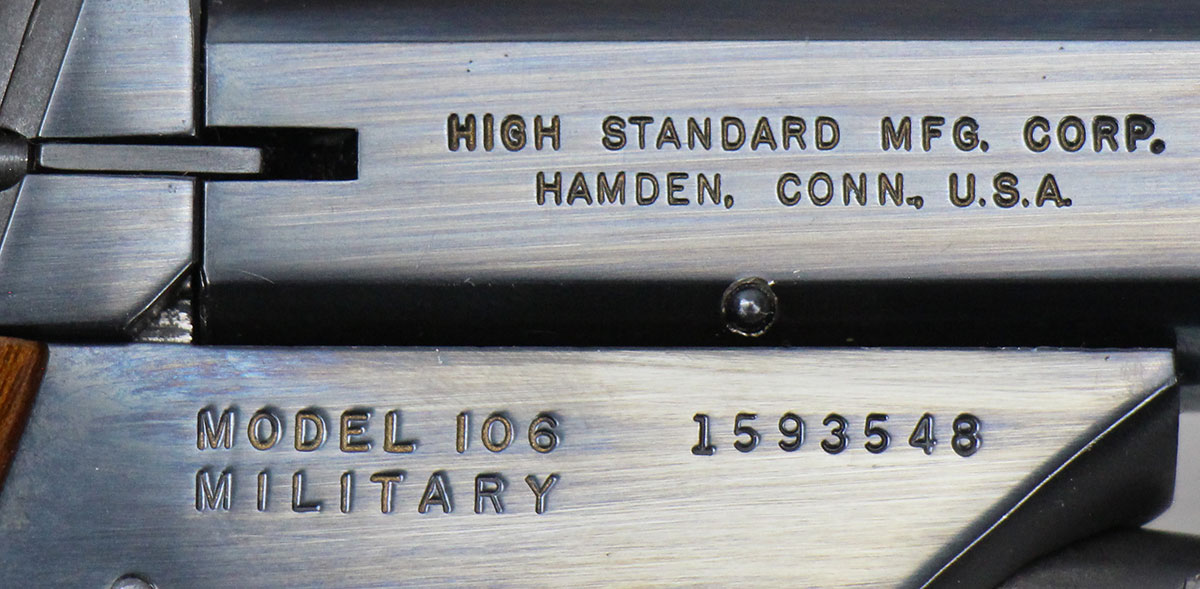 HIGH STANDARD MFG. CORP.
HAMDEN, CONN., U.S.A.
MODEL 106 1593548
MILITARY